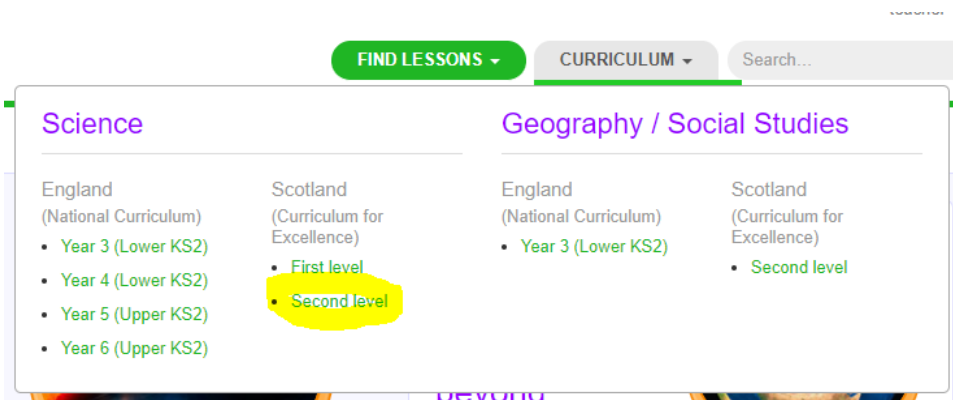 FIND LESSONS
CURRICULUM
Search...
Science
England
(National Curriculum)
• Year 3 (Lower KS2)
• Year 4 (Lower KS2)
• Year 5 (Upper KS2)
• Year 6 (Upper KS2)
Scotland
(Curriculum for
Excellence)
• First level
• Second level
Geography / Social Studies
England
(National Curriculum)
• Year 3 (Lower KS2)
Scotland
(Curriculum for
Excellence)
• Second level